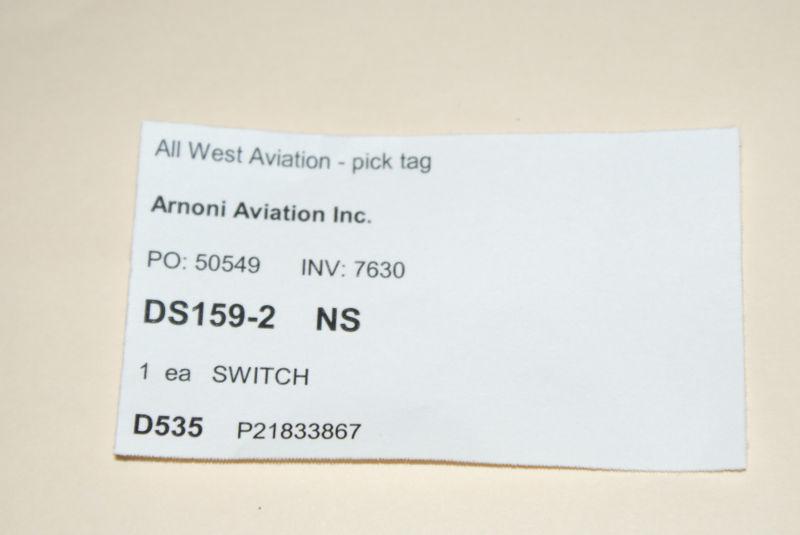 All West Aviation - pick tag
Arnoni Aviation Inc.
PO: 50549 INV: 7630
DS159-2 NS
1 ea SWITCH
D535 P21833867